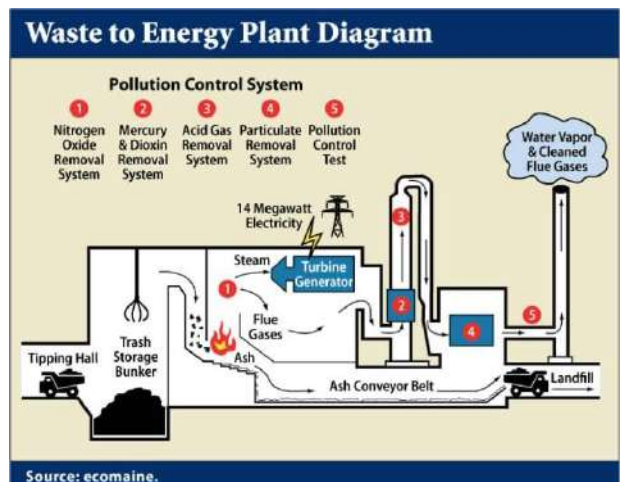 Waste to Energy Plant Diagram
Pollution Control System
1 2 3 4 5
Nitrogen Oxide Removal System
Mercury & Dioxin Removal System
Acid Gas Removal System
Particulate Removal System
Pollution Control Test
Water Vapor
& Cleaned
Flue Gases
14 Megawatt
Electricity
Steam
Turbine
Generator
1
2
3
4
5
Flue
Gases
Ash
Tipping Hall
Trash
Storage
Bunker
Ash Conveyor Belt
Landfill
Source: ecomaine.